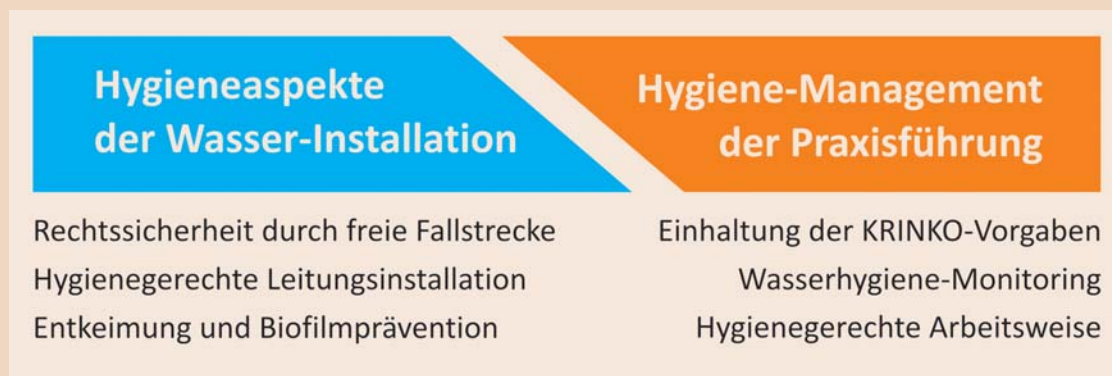 Hygieneaspekte
der Wasser-Installation
Rechtssicherheit durch freie Fallstrecke
Hygienegerechte Leitungsinstallation
Entkeimung und Biofilmprävention
Hygiene-Management
der Praxisführung
Einhaltung der KRINKO-Vorgaben
Wasserhygiene-Monitoring
Hygienegerechte Arbeitsweise